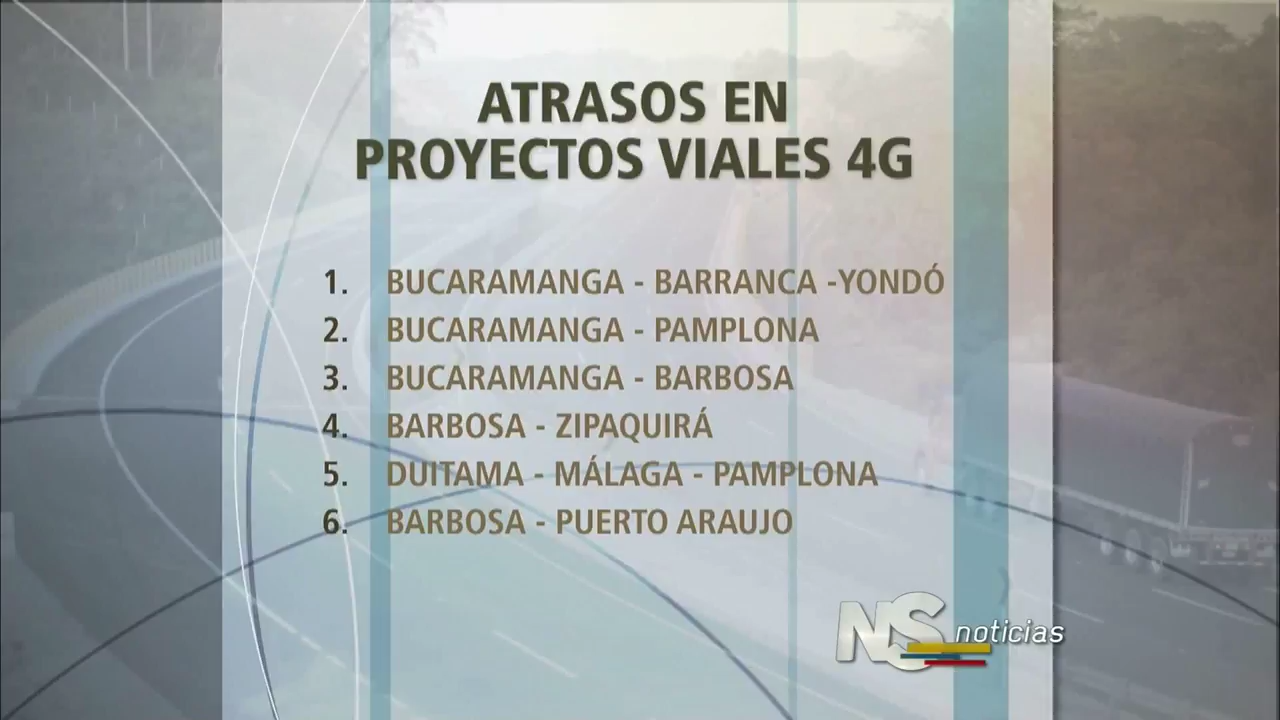 ATRASOS EN
PROYECTOS VIALES 4G
1. BUCARAMANGA - BARRANCA -YONDÓ
2. BUCARAMANGA - PAMPLONA
3. BUCARAMANGA - BARBOSA
4. BARBOSA - ZIPAQUIRÁ
5. DUITAMA - MÁLAGA - PAMPLONA
6. BARBOSA - PUERTO ARAUJO
NS noticias